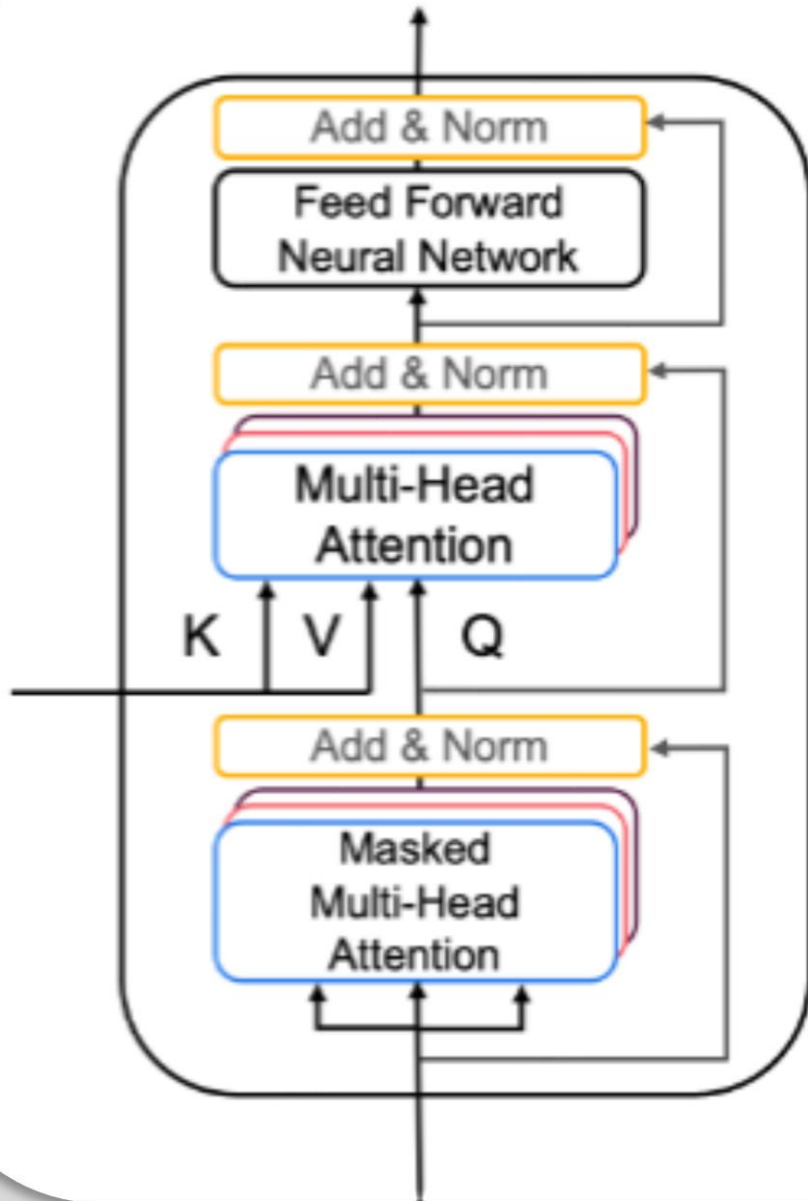 Add & Norm
Feed Forward
Neural Network
Add & Norm
Multi-Head
Attention
K V Q
Add & Norm
Masked
Multi-Head
Attention